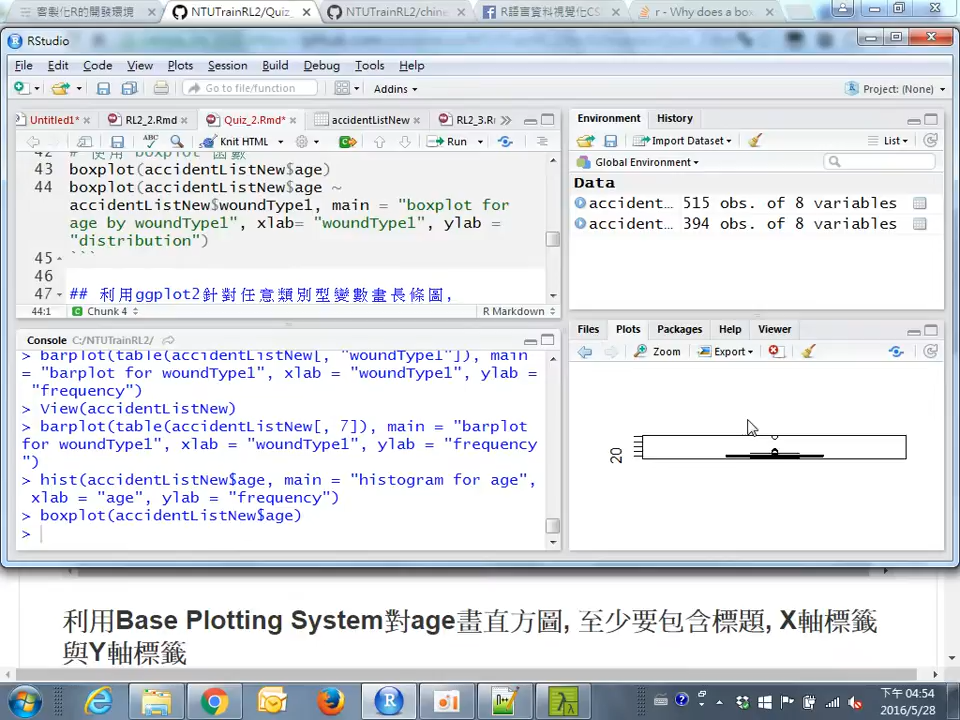 客製化R的開發環境
NTUTrainRL2/Quiz_
NTUTrainRL2/chine
R語言資料視覺化CS
r - Why does a box
RStudio
File Edit Code View Plots Session Build Debug Tools Help
Go to file/function
Addins
Project: (None)
Untitled1*
RL2_2.Rmd
Quiz_2.Rmd*
accidentListNew
RL2_3.R
ABC
Knit HTML
Run
42 # 使用 boxplot 函數
43 boxplot(accidentListNew$age)
44 boxplot(accidentListNew$age ~
accidentListNew$woundType1, main = "boxplot for
age by woundType1", xlab= "woundType1", ylab =
"distribution")
45 ```
46
47 ## 利用ggplot2針對任意類別型變數畫長條圖,
44:1 Chunk 4 R Markdown
Console C:/NTUTrainRL2/
> barplot(table(accidentListNew[, "woundType1"]), main
= "barplot for woundType1", xlab = "woundType1", ylab =
"frequency")
> View(accidentListNew)
> barplot(table(accidentListNew[, 7]), main = "barplot
for woundType1", xlab = "woundType1", ylab = "frequency
")
> hist(accidentListNew$age, main = "histogram for age",
xlab = "age", ylab = "frequency")
> boxplot(accidentListNew$age)
>
Environment History
Import Dataset List
Global Environment
Data
accident… 515 obs. of 8 variables
accident… 394 obs. of 8 variables
Files Plots Packages Help Viewer
Zoom Export
20
利用Base Plotting System對age畫直方圖, 至少要包含標題, X軸標籤
與Y軸標籤
下午 04:54
2016/5/28